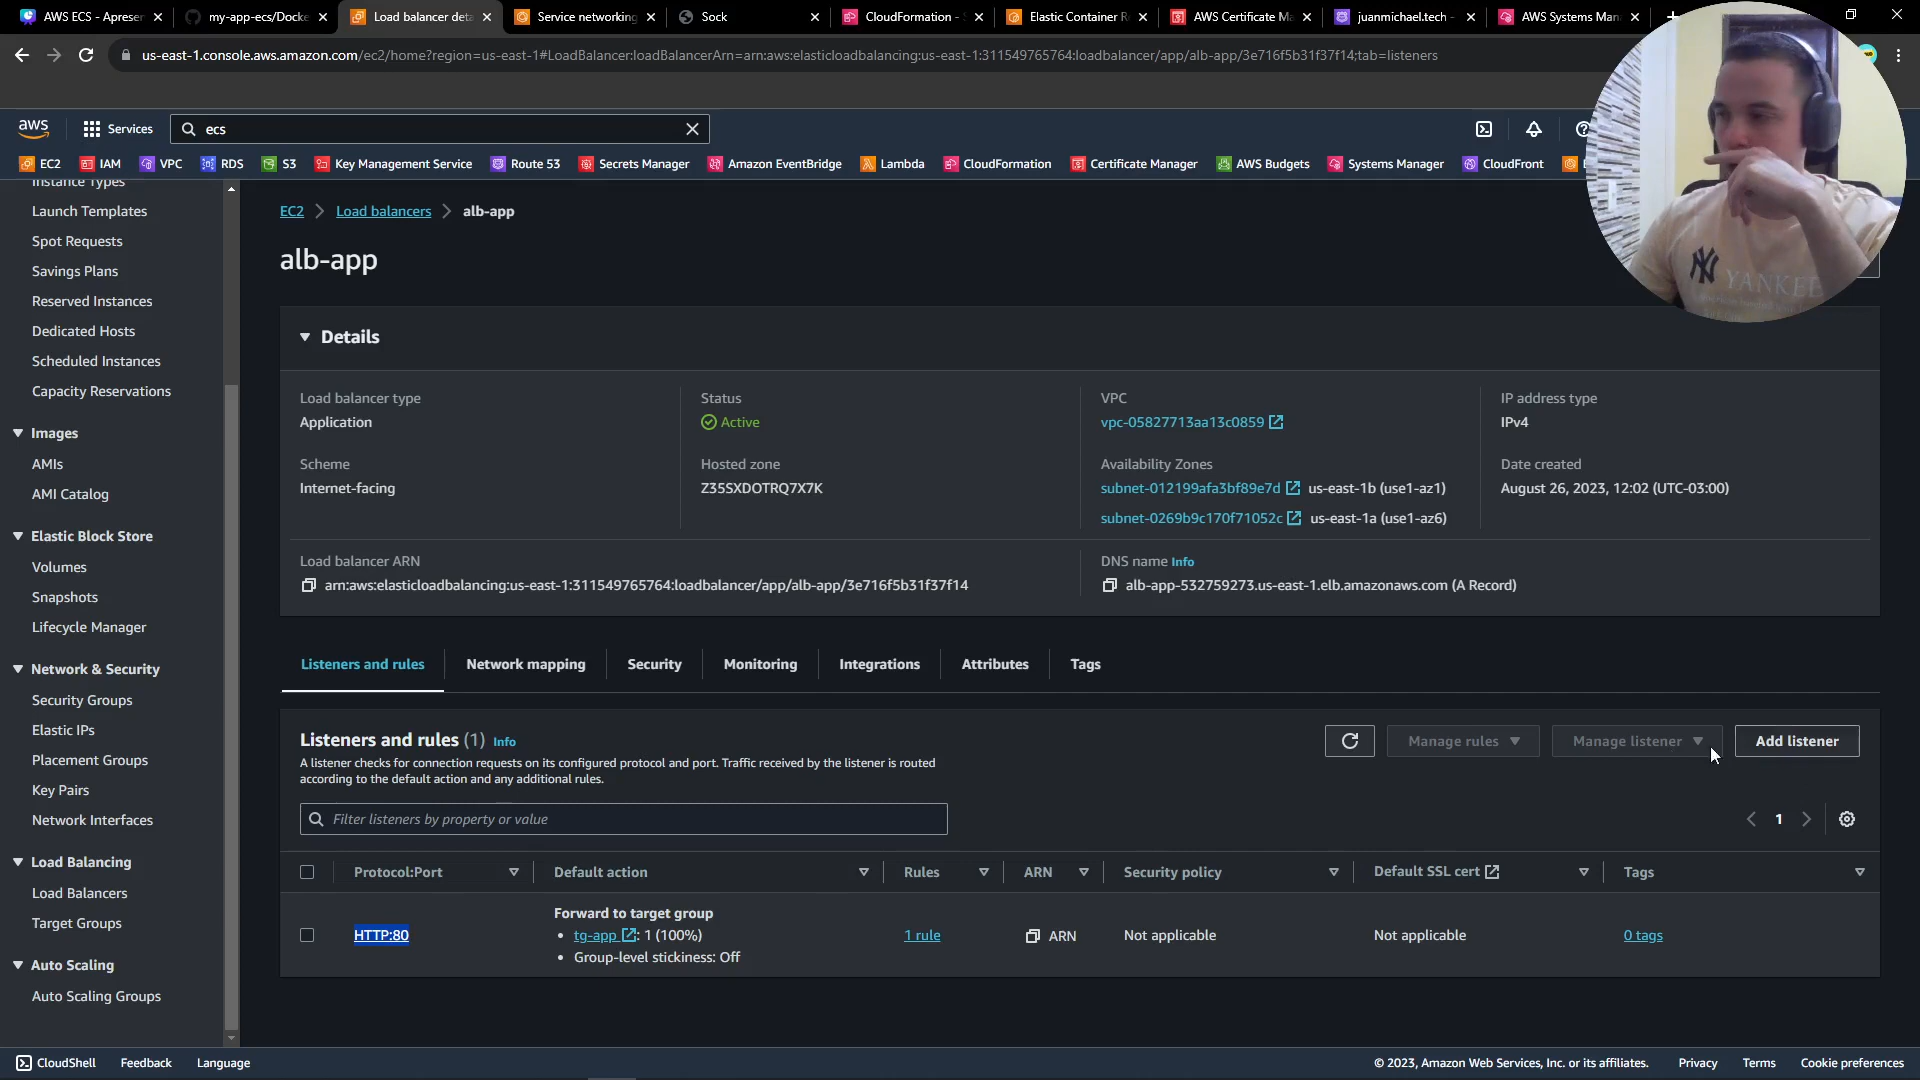 AWS ECS - Apresen
my-app-ecs/Docke
Load balancer deta
Service networking
Sock
CloudFormation - S
Elastic Container R
AWS Certificate Ma
juanmichael.tech -
AWS Systems Man
us-east-1.console.aws.amazon.com/ec2/home?region=us-east-1#LoadBalancer:loadBalancerArn=arn:aws:elasticloadbalancing:us-east-1:311549765764:loadbalancer/app/alb-app/3e716f5b31f37f14;tab=listeners
aws
Services
ecs
EC2
IAM
VPC
RDS
S3
Key Management Service
Route 53
Secrets Manager
Amazon EventBridge
Lambda
CloudFormation
Certificate Manager
AWS Budgets
Systems Manager
CloudFront
Instance Types
Launch Templates
Spot Requests
Savings Plans
Reserved Instances
Dedicated Hosts
Scheduled Instances
Capacity Reservations
Images
AMIs
AMI Catalog
Elastic Block Store
Volumes
Snapshots
Lifecycle Manager
Network & Security
Security Groups
Elastic IPs
Placement Groups
Key Pairs
Network Interfaces
Load Balancing
Load Balancers
Target Groups
Auto Scaling
Auto Scaling Groups
EC2 > Load balancers > alb-app
alb-app
Details
Load balancer type
Application
Status
Active
VPC
vpc-05827713aa13c0859
IP address type
IPv4
Scheme
Internet-facing
Hosted zone
Z35SXDOTRQ7X7K
Availability Zones
subnet-012199afa3bf89e7d us-east-1b (use1-az1)
subnet-0269b9c170f71052c us-east-1a (use1-az6)
Date created
August 26, 2023, 12:02 (UTC-03:00)
Load balancer ARN
arn:aws:elasticloadbalancing:us-east-1:311549765764:loadbalancer/app/alb-app/3e716f5b31f37f14
DNS name Info
alb-app-532759273.us-east-1.elb.amazonaws.com (A Record)
Listeners and rules
Network mapping
Security
Monitoring
Integrations
Attributes
Tags
Listeners and rules (1) Info
A listener checks for connection requests on its configured protocol and port. Traffic received by the listener is routed
according to the default action and any additional rules.
Manage rules
Manage listener
Add listener
Filter listeners by property or value
1
Protocol:Port
Default action
Rules
ARN
Security policy
Default SSL cert
Tags
HTTP:80
Forward to target group
• tg-app : 1 (100%)
• Group-level stickiness: Off
1 rule
ARN
Not applicable
Not applicable
0 tags
CloudShell
Feedback
Language
© 2023, Amazon Web Services, Inc. or its affiliates.
Privacy
Terms
Cookie preferences
NY
YANKEE